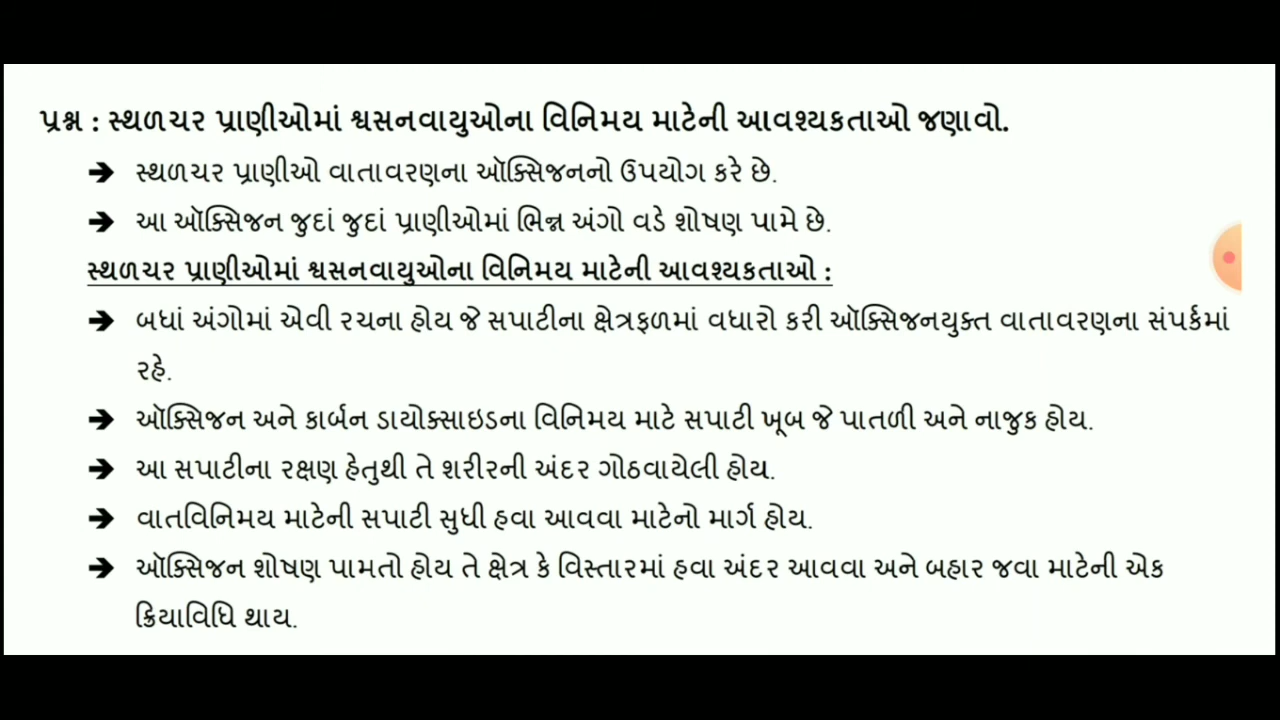 પ્રશ્ન : સ્થળચર પ્રાણીઓમાં શ્વસનવાયુઓના વિનિમય માટેની આવશ્યકતાઓ જણાવો.
➔ સ્થળચર પ્રાણીઓ વાતાવરણના ઑક્સિજનનો ઉપયોગ કરે છે.
➔ આ ઑક્સિજન જુદાં જુદાં પ્રાણીઓમાં ભિન્ન અંગો વડે શોષણ પામે છે.
સ્થળચર પ્રાણીઓમાં શ્વસનવાયુઓના વિનિમય માટેની આવશ્યકતાઓ :
➔ બધાં અંગોમાં એવી રચના હોય જે સપાટીના ક્ષેત્રફળમાં વધારો કરી ઑક્સિજનયુક્ત વાતાવરણના સંપર્કમાં
રહે.
➔ ઑક્સિજન અને કાર્બન ડાયોક્સાઇડના વિનિમય માટે સપાટી ખૂબ જે પાતળી અને નાજુક હોય.
➔ આ સપાટીના રક્ષણ હેતુથી તે શરીરની અંદર ગોઠવાયેલી હોય.
➔ વાતવિનિમય માટેની સપાટી સુધી હવા આવવા માટેનો માર્ગ હોય.
➔ ઑક્સિજન શોષણ પામતો હોય તે ક્ષેત્ર કે વિસ્તારમાં હવા અંદર આવવા અને બહાર જવા માટેની એક
ક્રિયાવિધિ થાય.